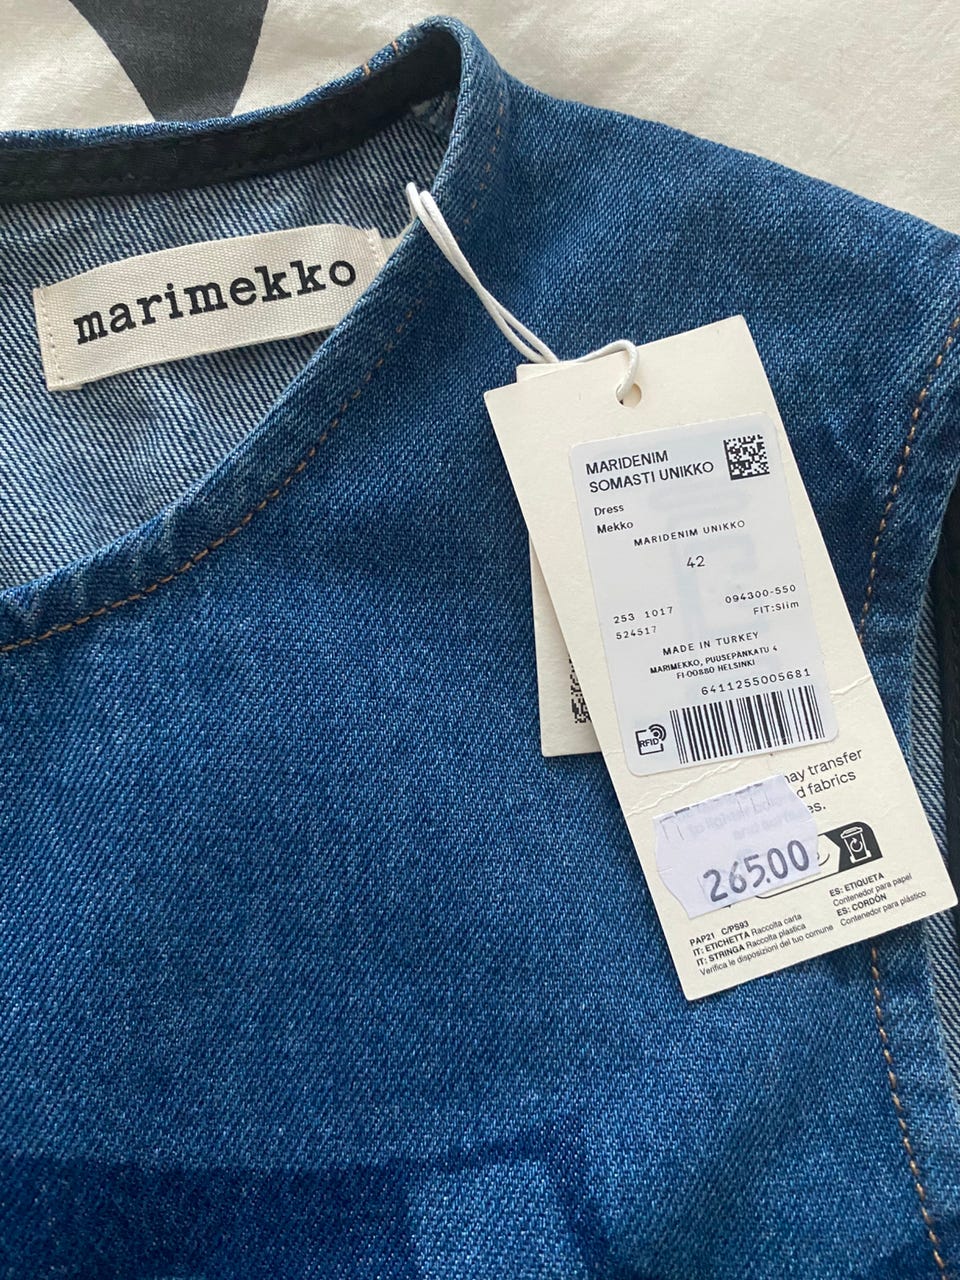 marimekko
MARIDENIM
SOMASTI UNIKKO
Dress
Mekko
MARIDENIM UNIKKO
42
094300-550
253 1017
FIT:Slim
524517
MADE IN TURKEY
MARIMEKKO, PUUSEPÄNKATU 4
FI-00880 HELSINKI
6411255005681
RFID
may transfer
d fabrics
es.
265.00
PAP21 C/PS93
IT: ETICHETTA Raccolta carta
IT: STRINGA Raccolta plastica
Verifica le disposizioni del tuo comune
ES: ETIQUETA
Contenedor para papel
ES: CORDÓN
Contenedor para plástico